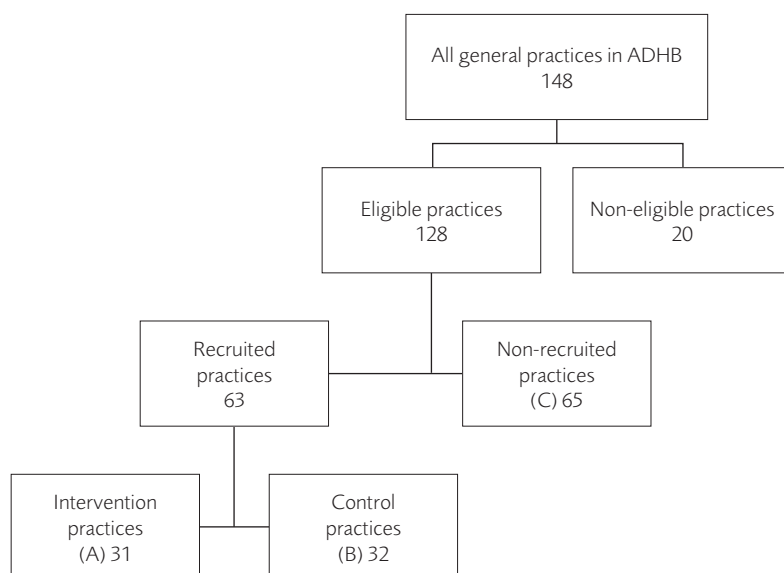 All general practices in ADHB
148
Eligible practices
128
Non-eligible practices
20
Recruited
practices
63
Non-recruited
practices
(C) 65
Intervention
practices
(A) 31
Control
practices
(B) 32